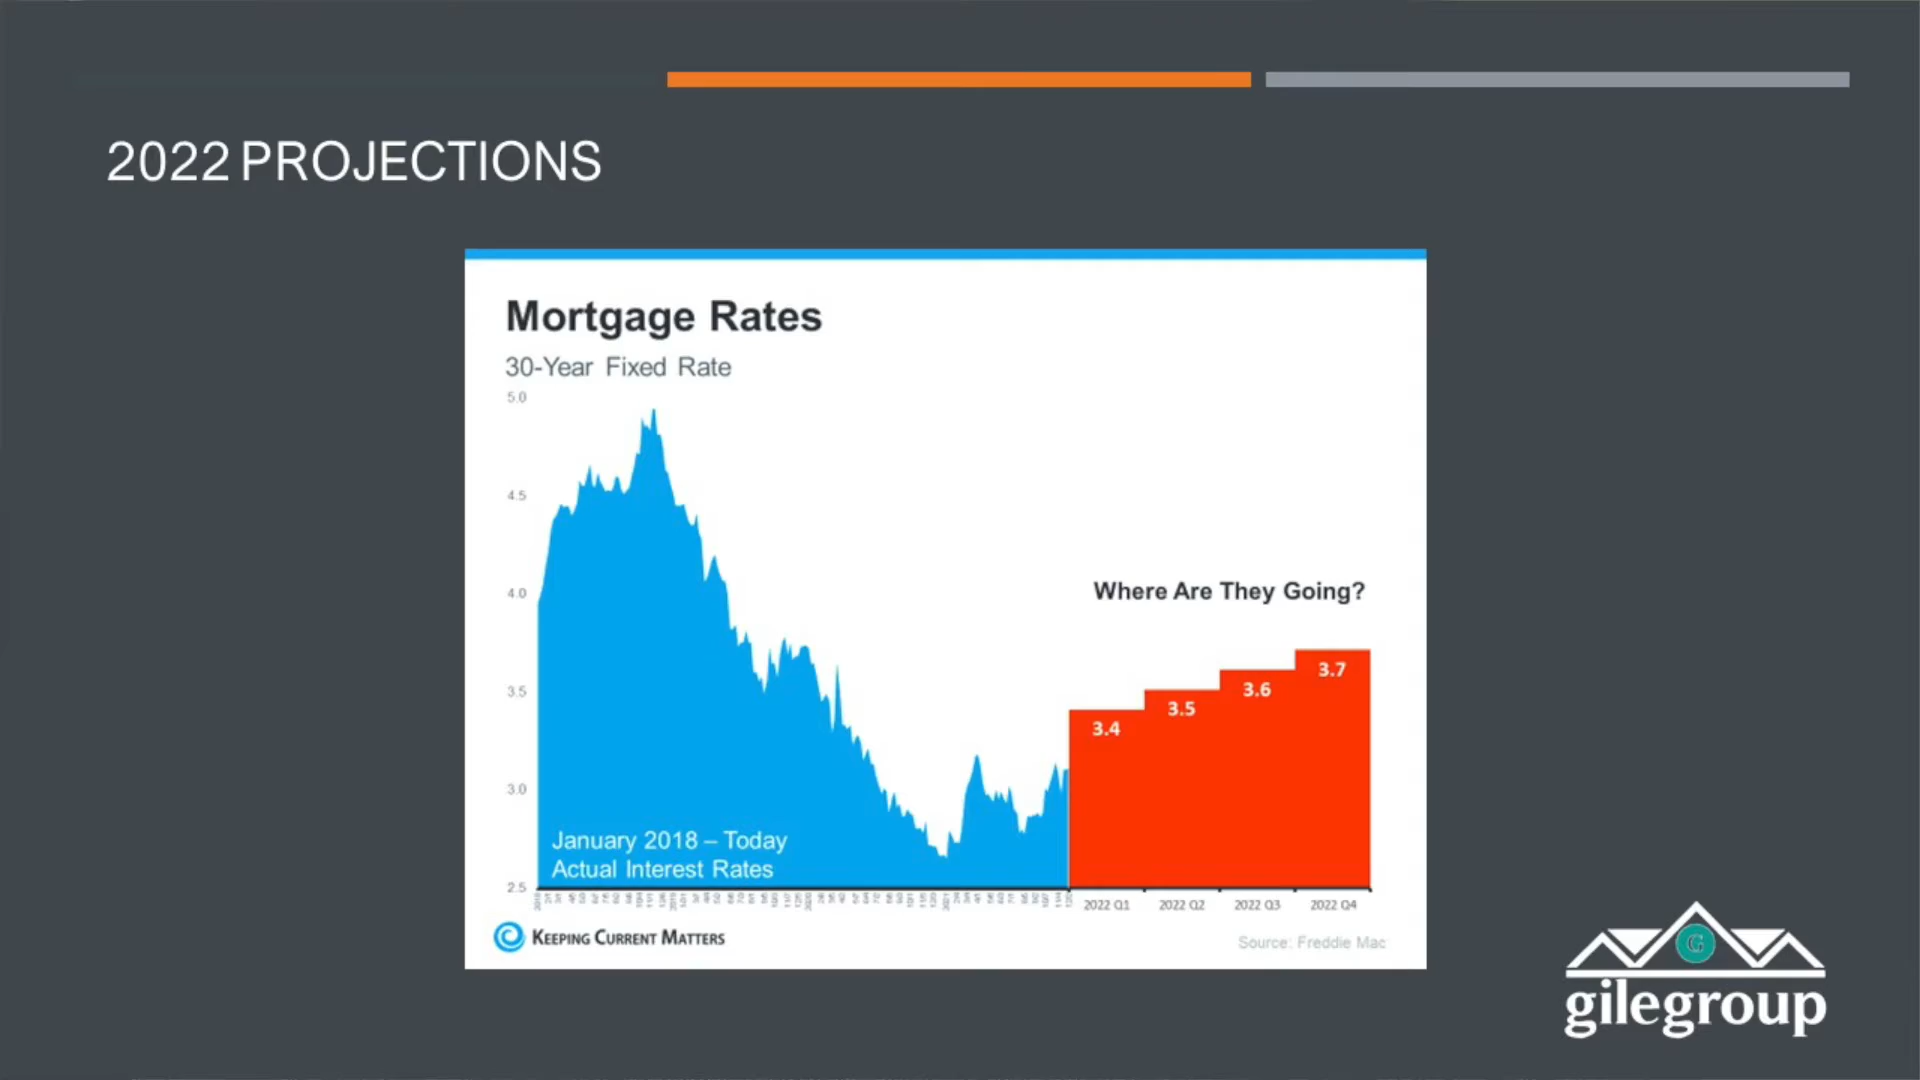 2022 PROJECTIONS
Mortgage Rates
30-Year Fixed Rate
5.0
4.5
4.0
3.5
3.0
2.5
Where Are They Going?
3.4
3.5
3.6
3.7
January 2018 – Today
Actual Interest Rates
2022 Q1 2022 Q2 2022 Q3 2022 Q4
KEEPING CURRENT MATTERS
Source: Freddie Mac
G
gilegroup